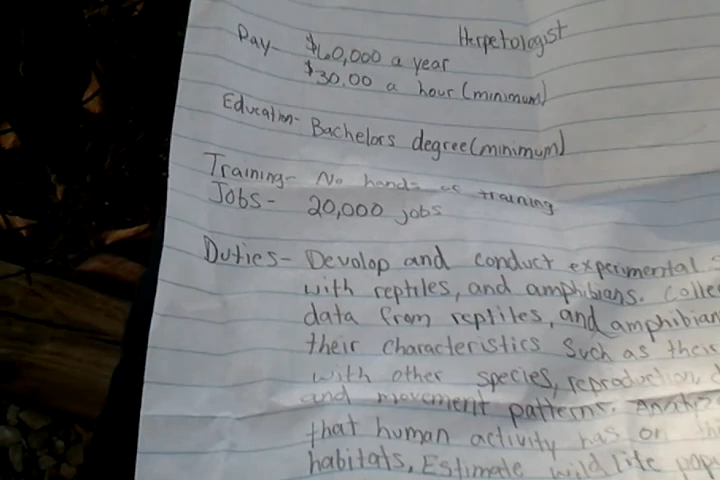 Herpetologist
Pay- $60,000 a year
$30.00 a hour (minimum)
Education- Bachelors degree (minimum)
Training- No hands training
Jobs- 20,000 jobs
Duties- Devolop and conduct experimental
with reptiles, and amphibians.
data from reptiles, and amphibian
their characteristics such as their
with other species, reproduction,
and movement patterns.
that human activity has on
habitats, Estimate wild life